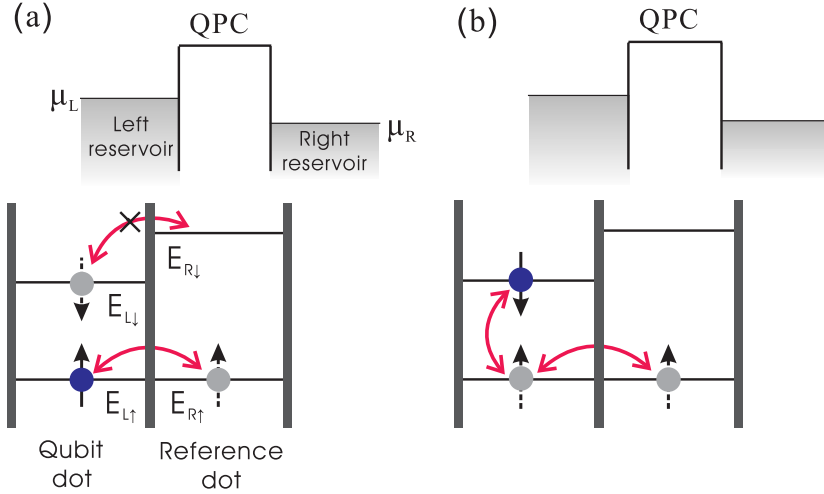 (a)
QPC
μL
Left
reservoir
Right
reservoir
μR
EL↓
ER↓
EL↑
ER↑
Qubit
dot
Reference
dot
(b)
QPC